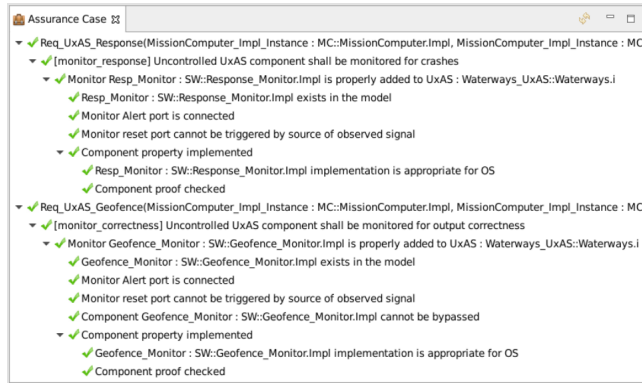 Assurance Case
Req_UxAS_Response(MissionComputer_Impl_Instance : MC::MissionComputer.Impl, MissionComputer_Impl_Instance : MC
[monitor_response] Uncontrolled UxAS component shall be monitored for crashes
Monitor Resp_Monitor : SW::Response_Monitor.Impl is properly added to UxAS : Waterways_UxAS::Waterways.i
Resp_Monitor : SW::Response_Monitor.Impl exists in the model
Monitor Alert port is connected
Monitor reset port cannot be triggered by source of observed signal
Component property implemented
Resp_Monitor : SW::Response_Monitor.Impl implementation is appropriate for OS
Component proof checked
Req_UxAS_Geofence(MissionComputer_Impl_Instance : MC::MissionComputer.Impl, MissionComputer_Impl_Instance : MC
[monitor_correctness] Uncontrolled UxAS component shall be monitored for output correctness
Monitor Geofence_Monitor : SW::Geofence_Monitor.Impl is properly added to UxAS : Waterways_UxAS::Waterways.i
Geofence_Monitor : SW::Geofence_Monitor.Impl exists in the model
Monitor Alert port is connected
Monitor reset port cannot be triggered by source of observed signal
Component Geofence_Monitor : SW::Geofence_Monitor.Impl cannot be bypassed
Component property implemented
Geofence_Monitor : SW::Geofence_Monitor.Impl implementation is appropriate for OS
Component proof checked